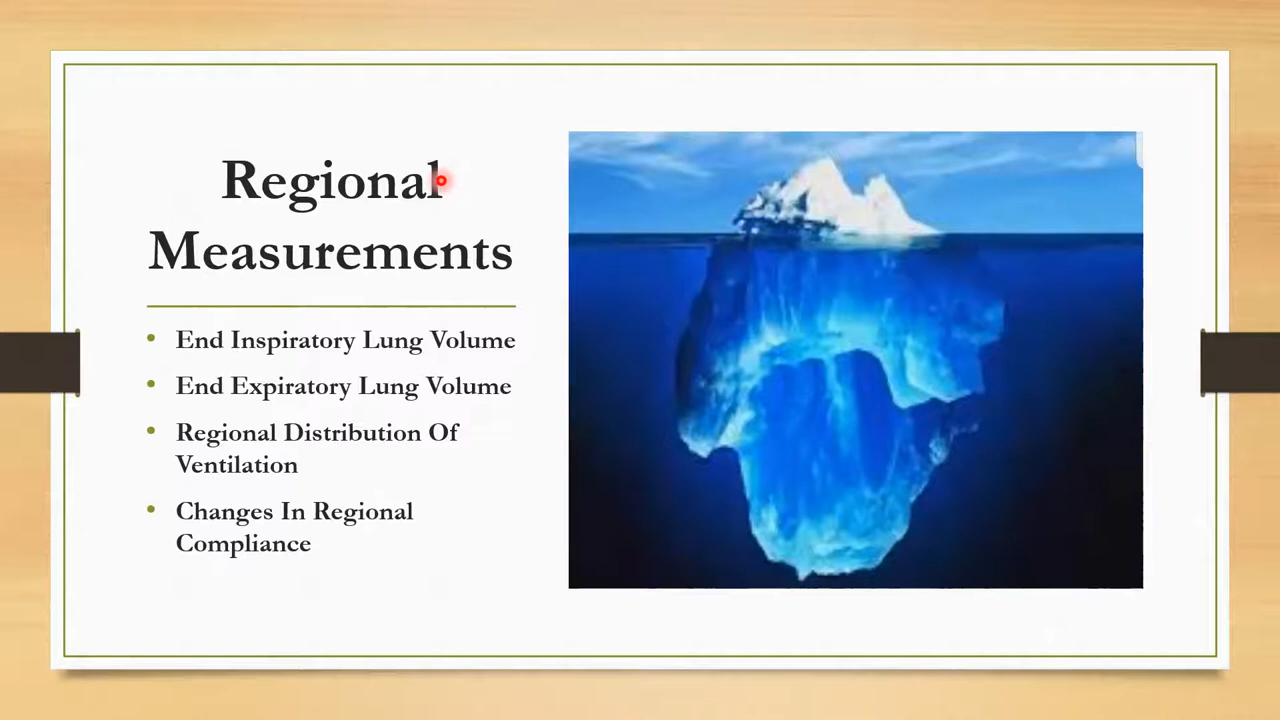 Regional
Measurements
• End Inspiratory Lung Volume
• End Expiratory Lung Volume
• Regional Distribution Of
Ventilation
• Changes In Regional
Compliance